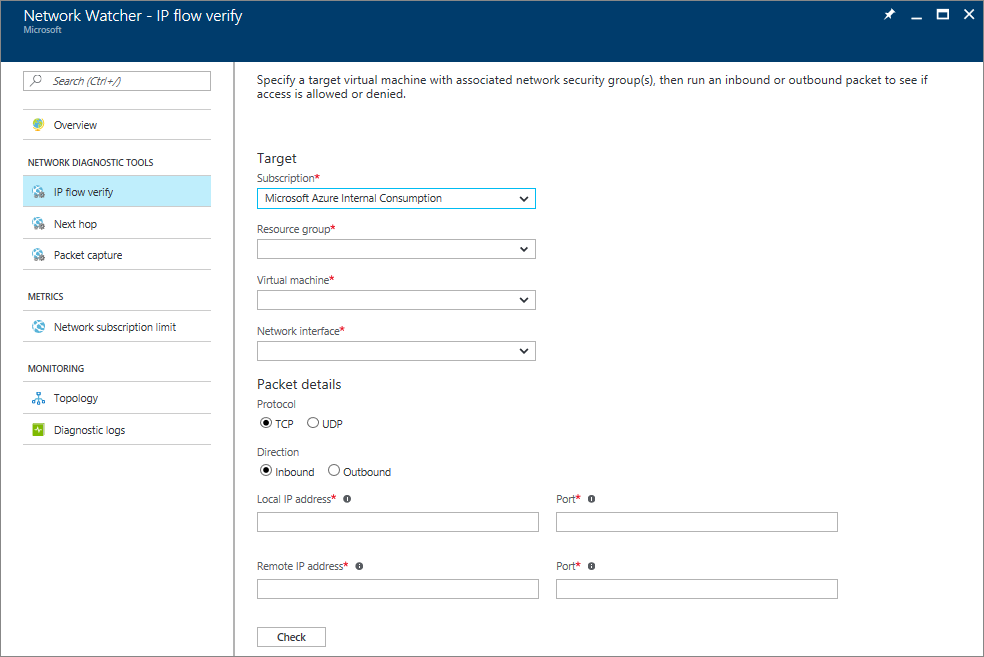 Network Watcher - IP flow verify
Microsoft
Search (Ctrl+/)
Overview
NETWORK DIAGNOSTIC TOOLS
IP flow verify
Next hop
Packet capture
METRICS
Network subscription limit
MONITORING
Topology
Diagnostic logs
Specify a target virtual machine with associated network security group(s), then run an inbound or outbound packet to see if
access is allowed or denied.
Target
Subscription*
Microsoft Azure Internal Consumption
Resource group*
Virtual machine*
Network interface*
Packet details
Protocol
TCP UDP
Direction
Inbound Outbound
Local IP address* Port*
Remote IP address* Port*
Check